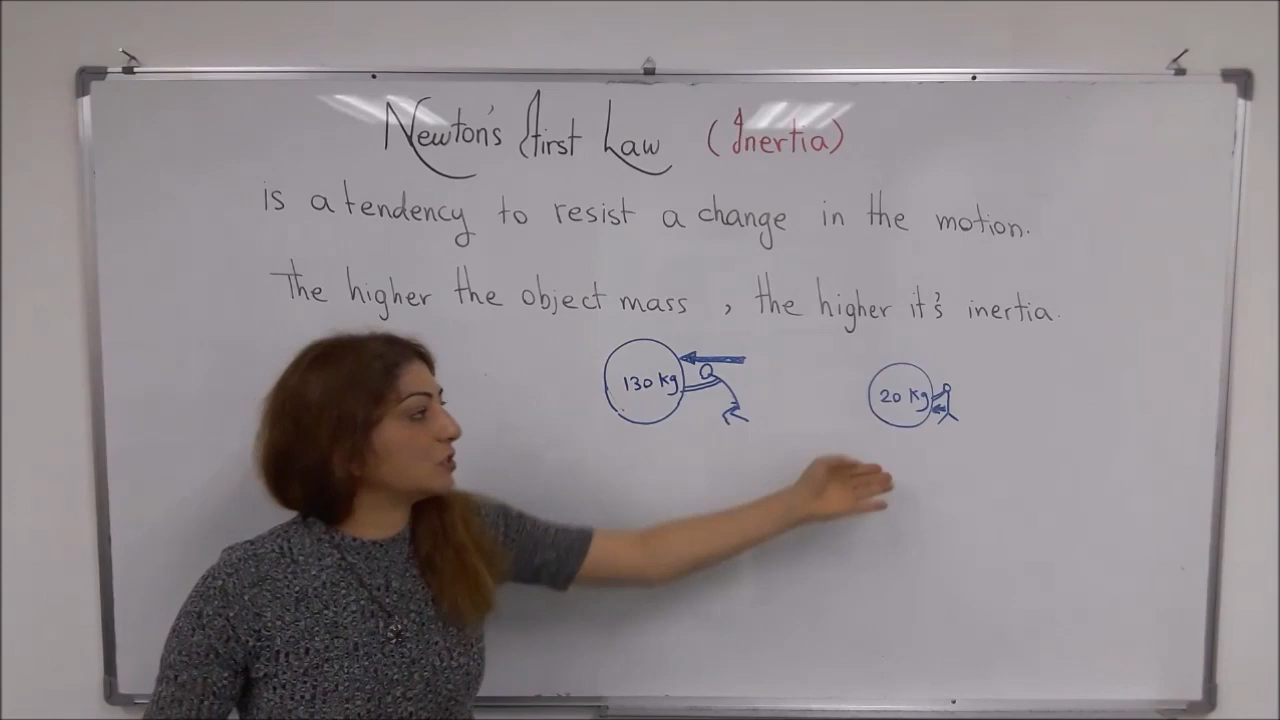 Newton's First Law (Inertia)
is a tendency to resist a change in the motion.
The higher the object mass , the higher it's inertia.
130 kg
20 kg